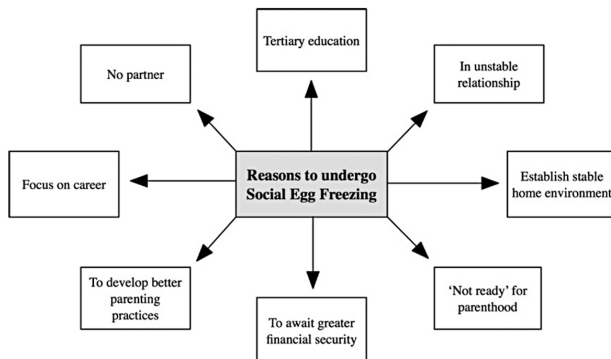 Tertiary education
No partner
In unstable
relationship
Focus on career
Reasons to undergo
Social Egg Freezing
Establish stable
home environment
To develop better
parenting
practices
To await greater
financial security
‘Not ready’ for
parenthood